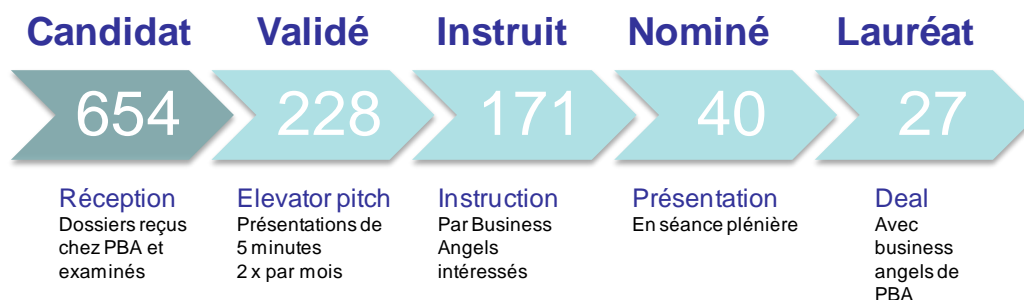 Candidat Validé Instruit Nominé Lauréat
654 228 171 40 27
Réception
Dossiers reçus
chez PBA et
examinés
Elevator pitch
Présentations de
5 minutes
2 x par mois
Instruction
Par Business
Angels
intéressés
Présentation
En séance plénière
Deal
Avec
business
angels de
PBA